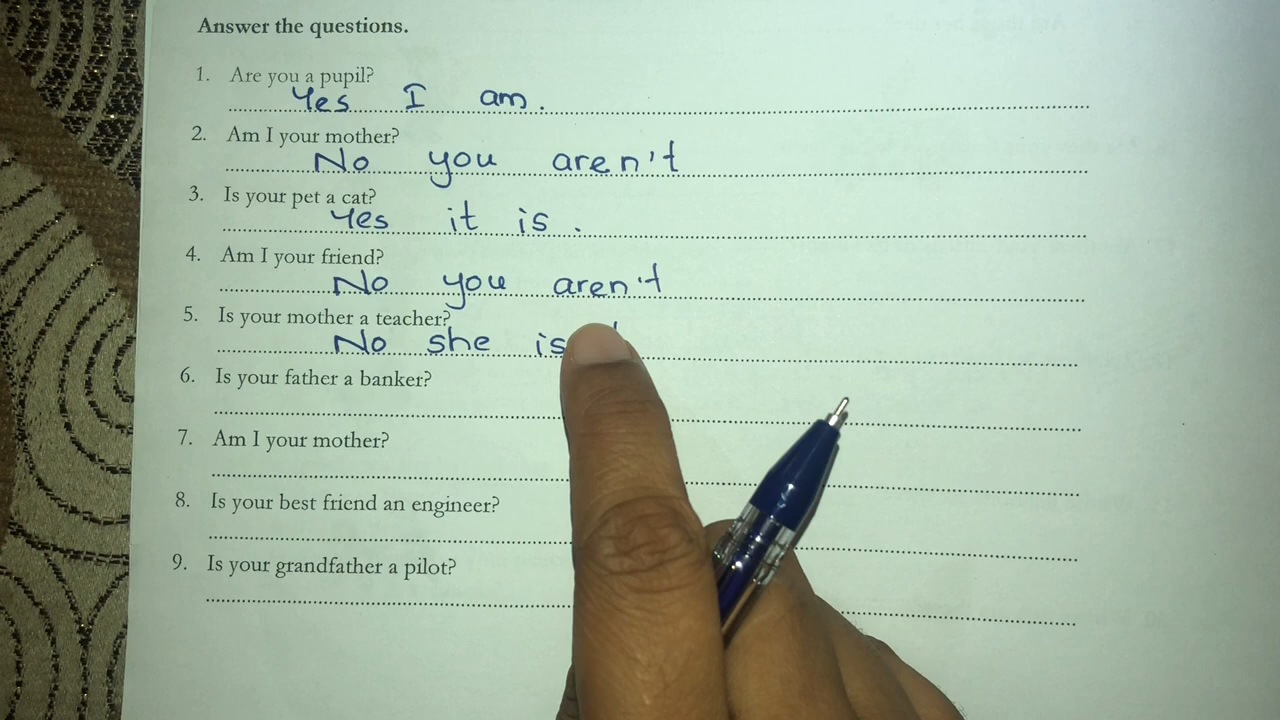 Answer the questions.
1. Are you a pupil?
Yes I am.
2. Am I your mother?
No you aren't
3. Is your pet a cat?
Yes it is.
4. Am I your friend?
No you aren't
5. Is your mother a teacher?
No she is
6. Is your father a banker?
7. Am I your mother?
8. Is your best friend an engineer?
9. Is your grandfather a pilot?